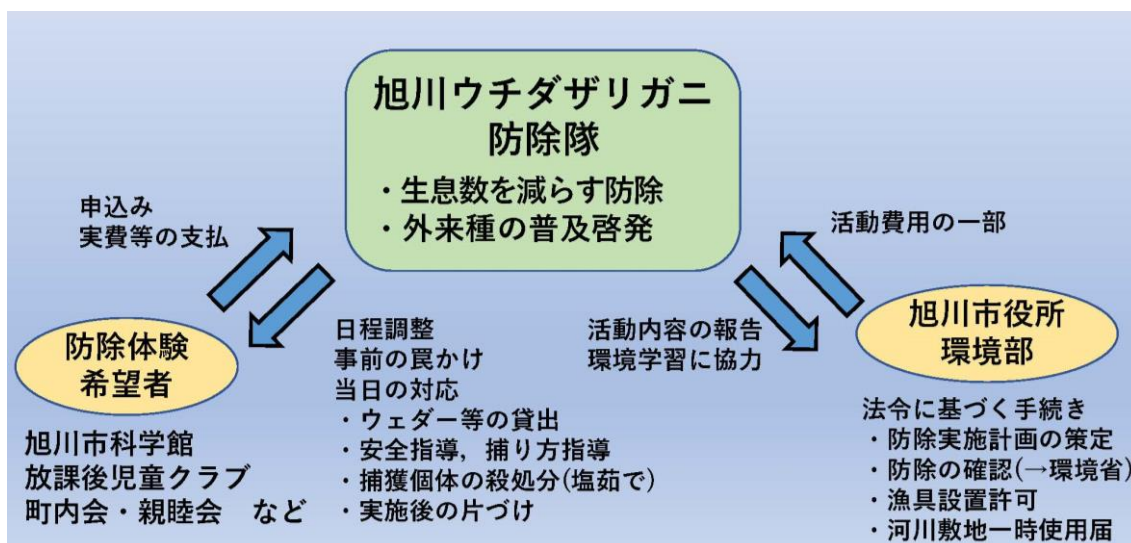 旭川ウチダザリガニ
防除隊
・生息数を減らす防除
・外来種の普及啓発
申込み
実費等の支払
活動費用の一部
防除体験
希望者
旭川市科学館
放課後児童クラブ
町内会・親睦会　など
日程調整
事前の罠かけ
当日の対応
・ウェダー等の貸出
・安全指導，捕り方指導
・捕獲個体の殺処分(塩茹で)
・実施後の片づけ
活動内容の報告
環境学習に協力
旭川市役所
環境部
法令に基づく手続き
・防除実施計画の策定
・防除の確認(→環境省)
・漁具設置許可
・河川敷地一時使用届